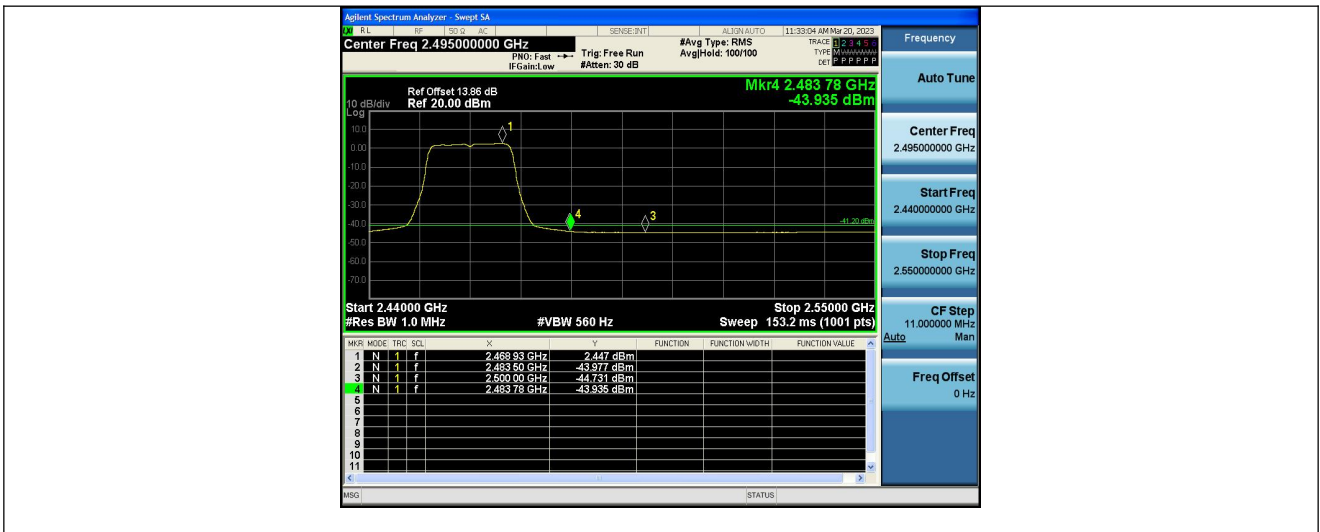 Agilent Spectrum Analyzer - Swept SA
RL RF 50 Ω AC SENSE:INT ALIGN AUTO 11:33:04 AM Mar 20, 2023
Center Freq 2.495000000 GHz #Avg Type: RMS TRACE 1 2 3 4 5 6
PNO: Fast Trig: Free Run Avg|Hold: 100/100 TYPE M WWWWW
IFGain:Low #Atten: 30 dB DET P P P P P P
Mkr4 2.483 78 GHz
-43.935 dBm
Ref Offset 13.86 dB
10 dB/div Ref 20.00 dBm
Log
10.0
0.00
-10.0
-20.0
-30.0
-40.0
-50.0
-60.0
-70.0
1
4
3
-41.20 dBm
Start 2.44000 GHz Stop 2.55000 GHz
#Res BW 1.0 MHz #VBW 560 Hz Sweep 153.2 ms (1001 pts)
MKR MODE TRC SCL X Y FUNCTION FUNCTION WIDTH FUNCTION VALUE
1 N 1 f 2.468 93 GHz 2.447 dBm
2 N 1 f 2.483 50 GHz -43.977 dBm
3 N 1 f 2.500 00 GHz -44.731 dBm
4 N 1 f 2.483 78 GHz -43.935 dBm
5
6
7
8
9
10
11
MSG STATUS
Frequency
Auto Tune
Center Freq
2.495000000 GHz
Start Freq
2.440000000 GHz
Stop Freq
2.550000000 GHz
CF Step
11.000000 MHz
Auto Man
Freq Offset
0 Hz